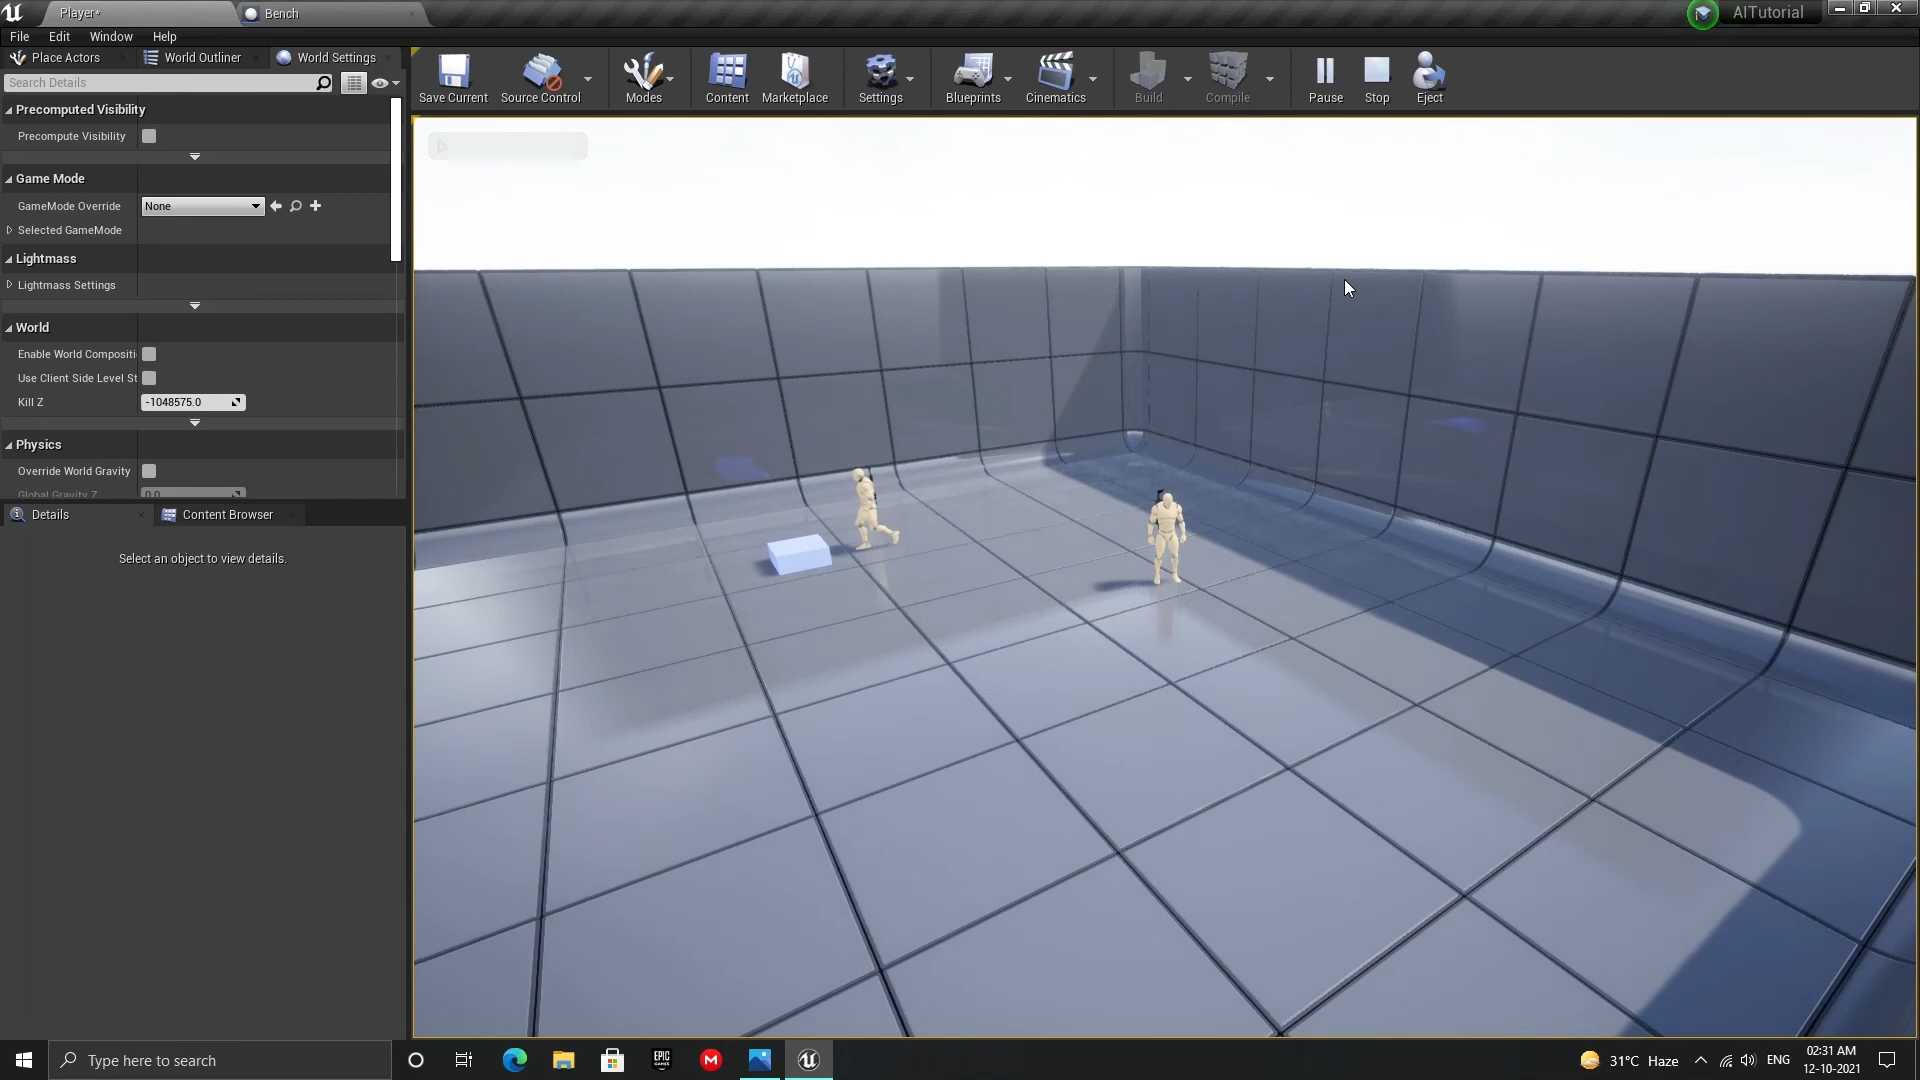 Player*
Bench
AITutorial
File
Edit
Window
Help
Place Actors
World Outliner
World Settings
Search Details
Save Current
Source Control
Modes
Content
Marketplace
Settings
Blueprints
Cinematics
Build
Compile
Pause
Stop
Eject
Precomputed Visibility
Precompute Visibility
Game Mode
GameMode Override
None
Selected GameMode
Lightmass
Lightmass Settings
World
Enable World Compositi
Use Client Side Level St
Kill Z
-1048575.0
Physics
Override World Gravity
Global Gravity Z
0.0
Details
Content Browser
Select an object to view details.
Type here to search
EPIC
GAMES
M
31°C Haze
ENG
02:31 AM
12-10-2021